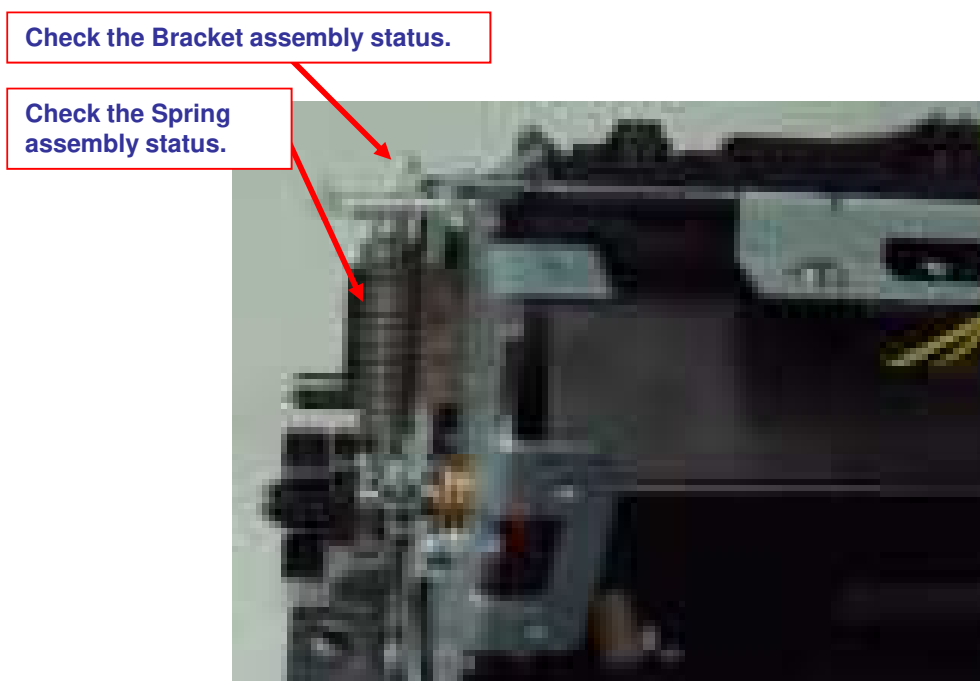 Check the Bracket assembly status.
Check the Spring
assembly status.